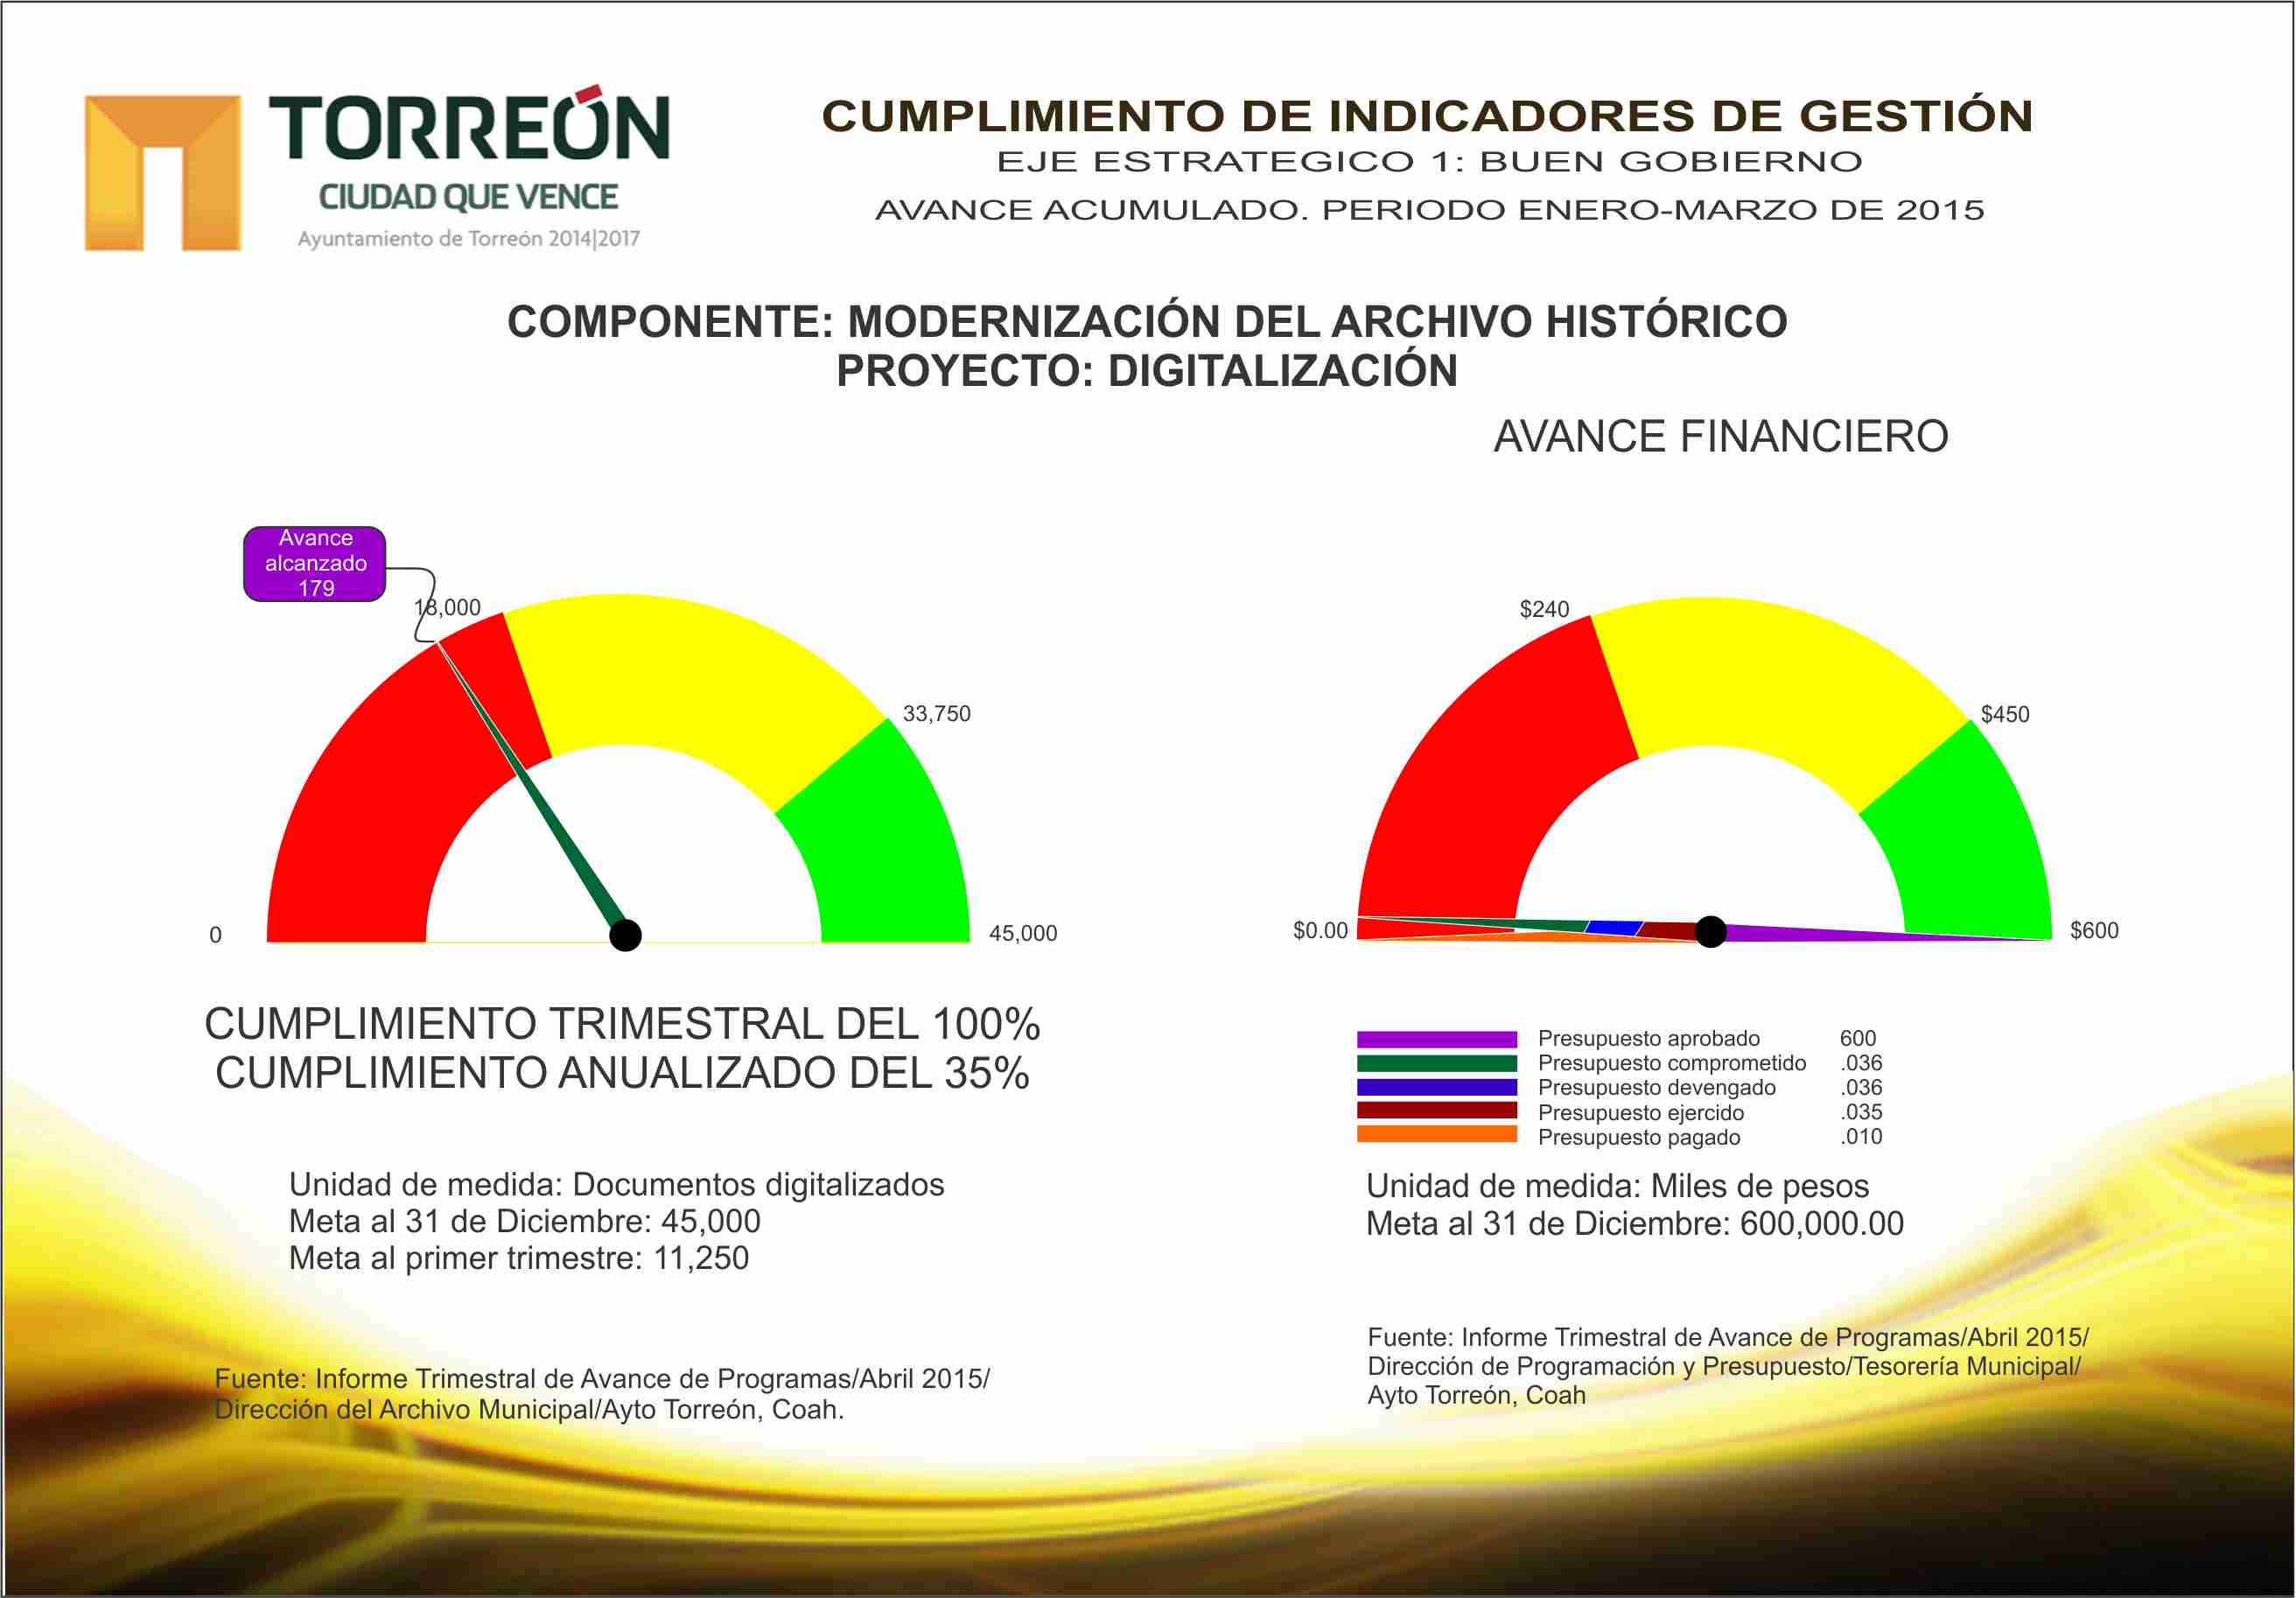 TORREÓN
CIUDAD QUE VENCE
Ayuntamiento de Torreón 2014|2017
CUMPLIMIENTO DE INDICADORES DE GESTIÓN
EJE ESTRATEGICO 1: BUEN GOBIERNO
AVANCE ACUMULADO. PERIODO ENERO-MARZO DE 2015
COMPONENTE: MODERNIZACIÓN DEL ARCHIVO HISTÓRICO
PROYECTO: DIGITALIZACIÓN
Avance
alcanzado
179
18,000
33,750
0
45,000
CUMPLIMIENTO TRIMESTRAL DEL 100%
CUMPLIMIENTO ANUALIZADO DEL 35%
Unidad de medida: Documentos digitalizados
Meta al 31 de Diciembre: 45,000
Meta al primer trimestre: 11,250
Fuente: Informe Trimestral de Avance de Programas/Abril 2015/
Dirección del Archivo Municipal/Ayto Torreón, Coah.
AVANCE FINANCIERO
$240
$450
$0.00
$600
Presupuesto aprobado 600
Presupuesto comprometido .036
Presupuesto devengado .036
Presupuesto ejercido .035
Presupuesto pagado .010
Unidad de medida: Miles de pesos
Meta al 31 de Diciembre: 600,000.00
Fuente: Informe Trimestral de Avance de Programas/Abril 2015/
Dirección de Programación y Presupuesto/Tesorería Municipal/
Ayto Torreón, Coah